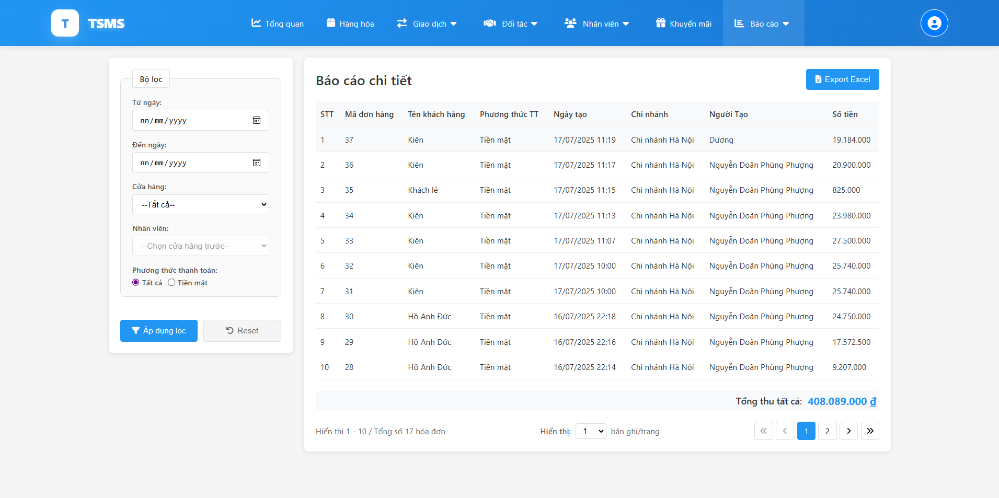 T TSMS Tổng quan Hàng hóa Giao dịch Đối tác Nhân viên Khuyến mãi Báo cáo
Bộ lọc
Từ ngày:
nn/mm/yyyy
Đến ngày:
nn/mm/yyyy
Cửa hàng:
--Tất cả--
Nhân viên:
--Chọn cửa hàng trước--
Phương thức thanh toán:
Tất cả Tiền mặt
Áp dụng lọc Reset
Báo cáo chi tiết Export Excel
STT Mã đơn hàng Tên khách hàng Phương thức TT Ngày tạo Chi nhánh Người Tạo Số tiền
1 37 Kiên Tiền mặt 17/07/2025 11:19 Chi nhánh Hà Nội Dương 19.184.000
2 36 Kiên Tiền mặt 17/07/2025 11:17 Chi nhánh Hà Nội Nguyễn Doãn Phùng Phượng 20.900.000
3 35 Khách lẻ Tiền mặt 17/07/2025 11:15 Chi nhánh Hà Nội Nguyễn Doãn Phùng Phượng 825.000
4 34 Kiên Tiền mặt 17/07/2025 11:13 Chi nhánh Hà Nội Nguyễn Doãn Phùng Phượng 23.980.000
5 33 Kiên Tiền mặt 17/07/2025 11:07 Chi nhánh Hà Nội Nguyễn Doãn Phùng Phượng 27.500.000
6 32 Kiên Tiền mặt 17/07/2025 10:00 Chi nhánh Hà Nội Nguyễn Doãn Phùng Phượng 25.740.000
7 31 Kiên Tiền mặt 17/07/2025 10:00 Chi nhánh Hà Nội Nguyễn Doãn Phùng Phượng 25.740.000
8 30 Hồ Anh Đức Tiền mặt 16/07/2025 22:18 Chi nhánh Hà Nội Nguyễn Doãn Phùng Phượng 24.750.000
9 29 Hồ Anh Đức Tiền mặt 16/07/2025 22:16 Chi nhánh Hà Nội Nguyễn Doãn Phùng Phượng 17.572.500
10 28 Hồ Anh Đức Tiền mặt 16/07/2025 22:14 Chi nhánh Hà Nội Nguyễn Doãn Phùng Phượng 9.207.000
Tổng thu tất cả: 408.089.000 ₫
Hiển thị 1 - 10 / Tổng số 17 hóa đơn Hiển thị: 1 bản ghi/trang 1 2